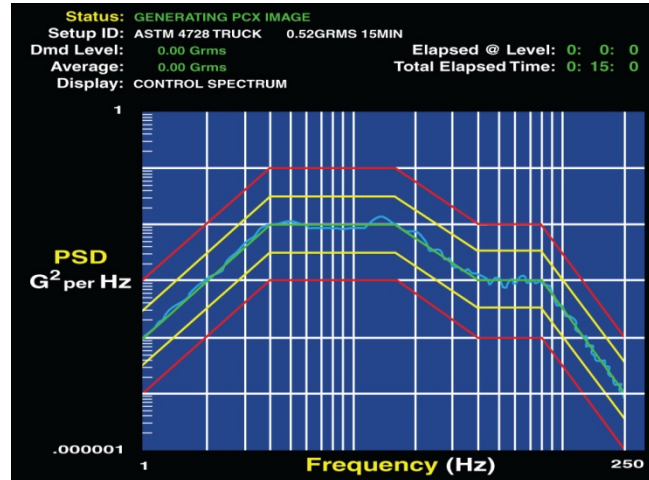 Status: GENERATING PCX IMAGE
Setup ID: ASTM 4728 TRUCK 0.52GRMS 15MIN
Dmd Level: 0.00 Grms Elapsed @ Level: 0: 0: 0
Average: 0.00 Grms Total Elapsed Time: 0: 15: 0
Display: CONTROL SPECTRUM
1
PSD
G² per Hz
.000001
1 Frequency (Hz) 250